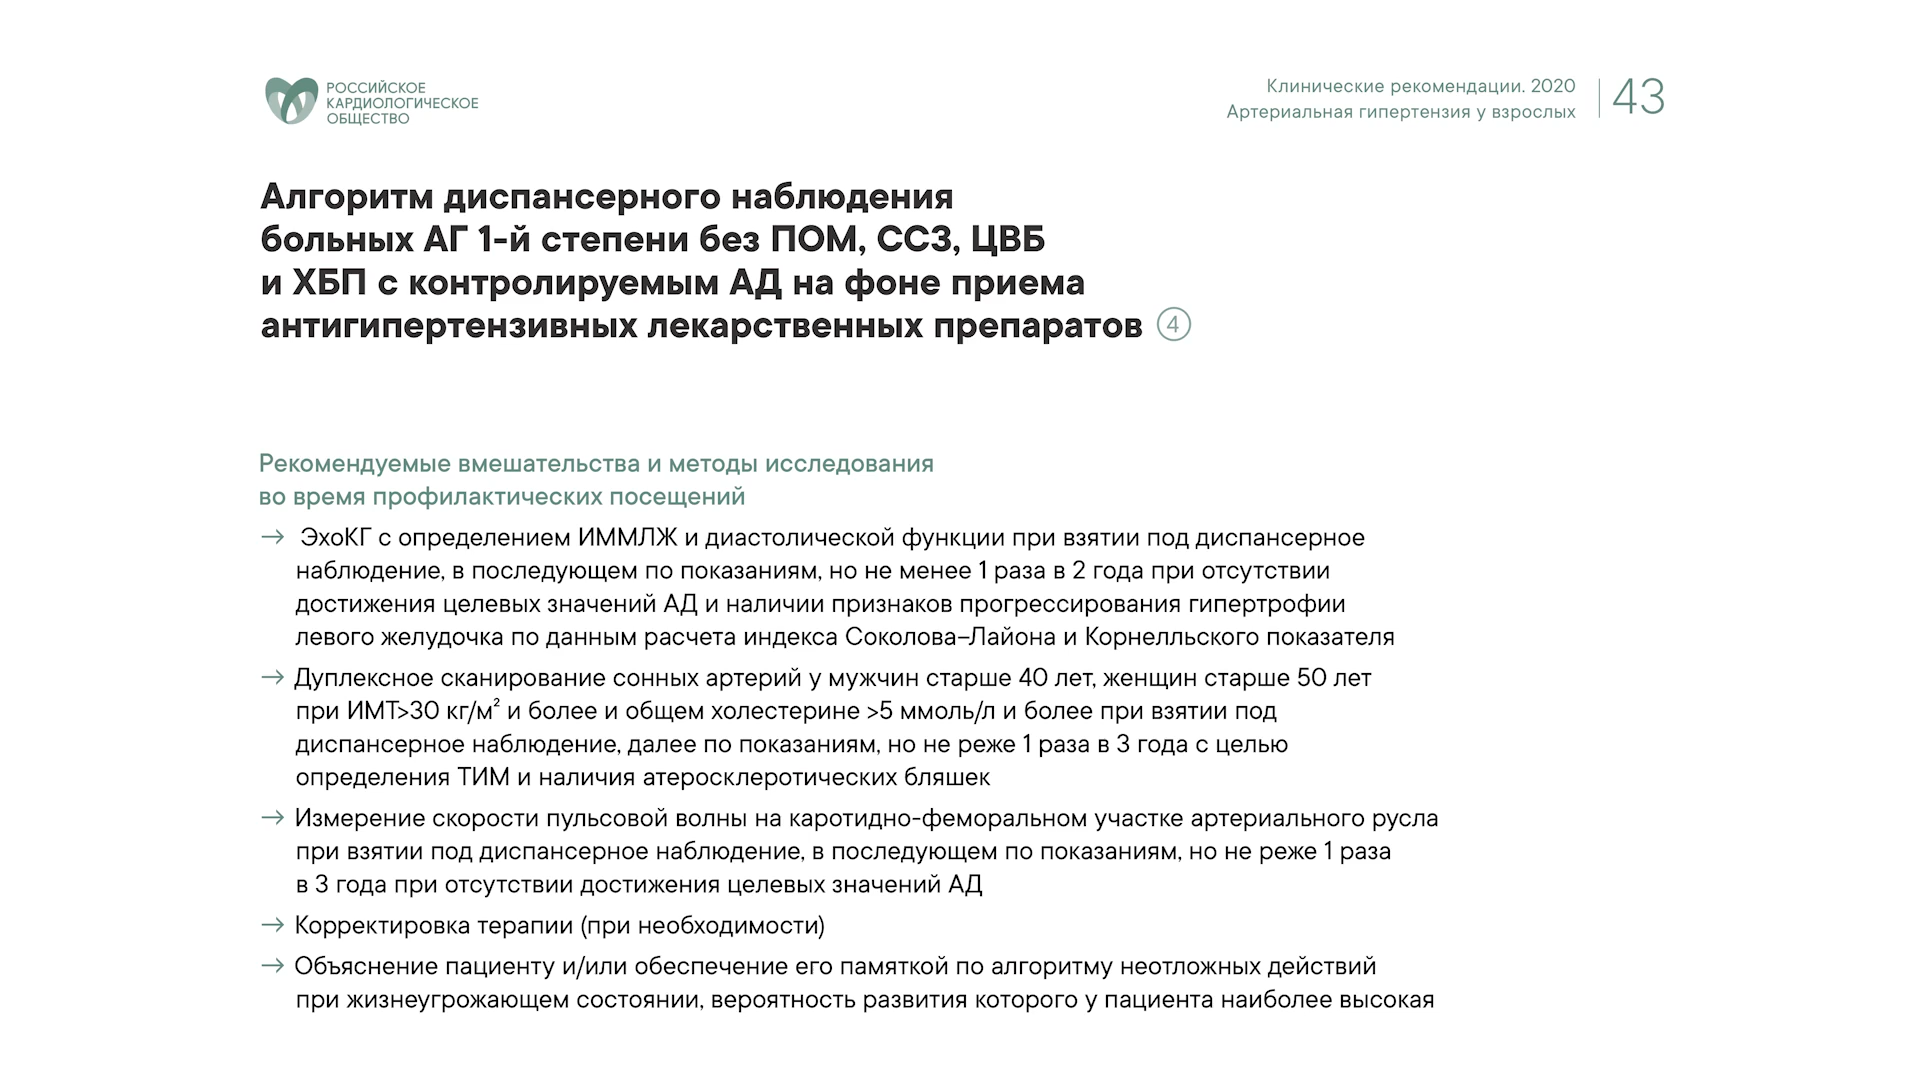 РОССИЙСКОЕ
КАРДИОЛОГИЧЕСКОЕ
ОБЩЕСТВО
Клинические рекомендации. 2020
Артериальная гипертензия у взрослых
43
Алгоритм диспансерного наблюдения
больных АГ 1-й степени без ПОМ, ССЗ, ЦВБ
и ХБП с контролируемым АД на фоне приема
антигипертензивных лекарственных препаратов 4
Рекомендуемые вмешательства и методы исследования
во время профилактических посещений
→ ЭхоКГ с определением ИММЛЖ и диастолической функции при взятии под диспансерное
наблюдение, в последующем по показаниям, но не менее 1 раза в 2 года при отсутствии
достижения целевых значений АД и наличии признаков прогрессирования гипертрофии
левого желудочка по данным расчета индекса Соколова–Лайона и Корнелльского показателя
→ Дуплексное сканирование сонных артерий у мужчин старше 40 лет, женщин старше 50 лет
при ИМТ>30 кг/м² и более и общем холестерине >5 ммоль/л и более при взятии под
диспансерное наблюдение, далее по показаниям, но не реже 1 раза в 3 года с целью
определения ТИМ и наличия атеросклеротических бляшек
→ Измерение скорости пульсовой волны на каротидно-феморальном участке артериального русла
при взятии под диспансерное наблюдение, в последующем по показаниям, но не реже 1 раза
в 3 года при отсутствии достижения целевых значений АД
→ Корректировка терапии (при необходимости)
→ Объяснение пациенту и/или обеспечение его памяткой по алгоритму неотложных действий
при жизнеугрожающем состоянии, вероятность развития которого у пациента наиболее высокая